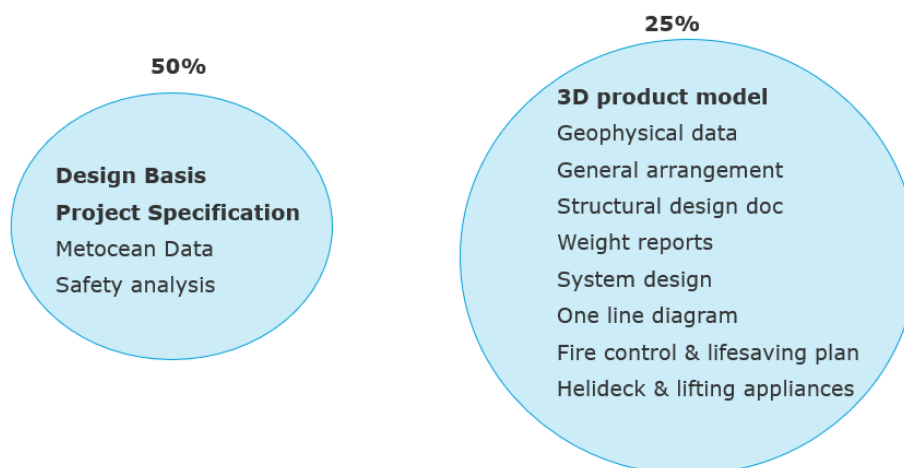 50%
Design Basis
Project Specification
Metocean Data
Safety analysis
25%
3D product model
Geophysical data
General arrangement
Structural design doc
Weight reports
System design
One line diagram
Fire control & lifesaving plan
Helideck & lifting appliances